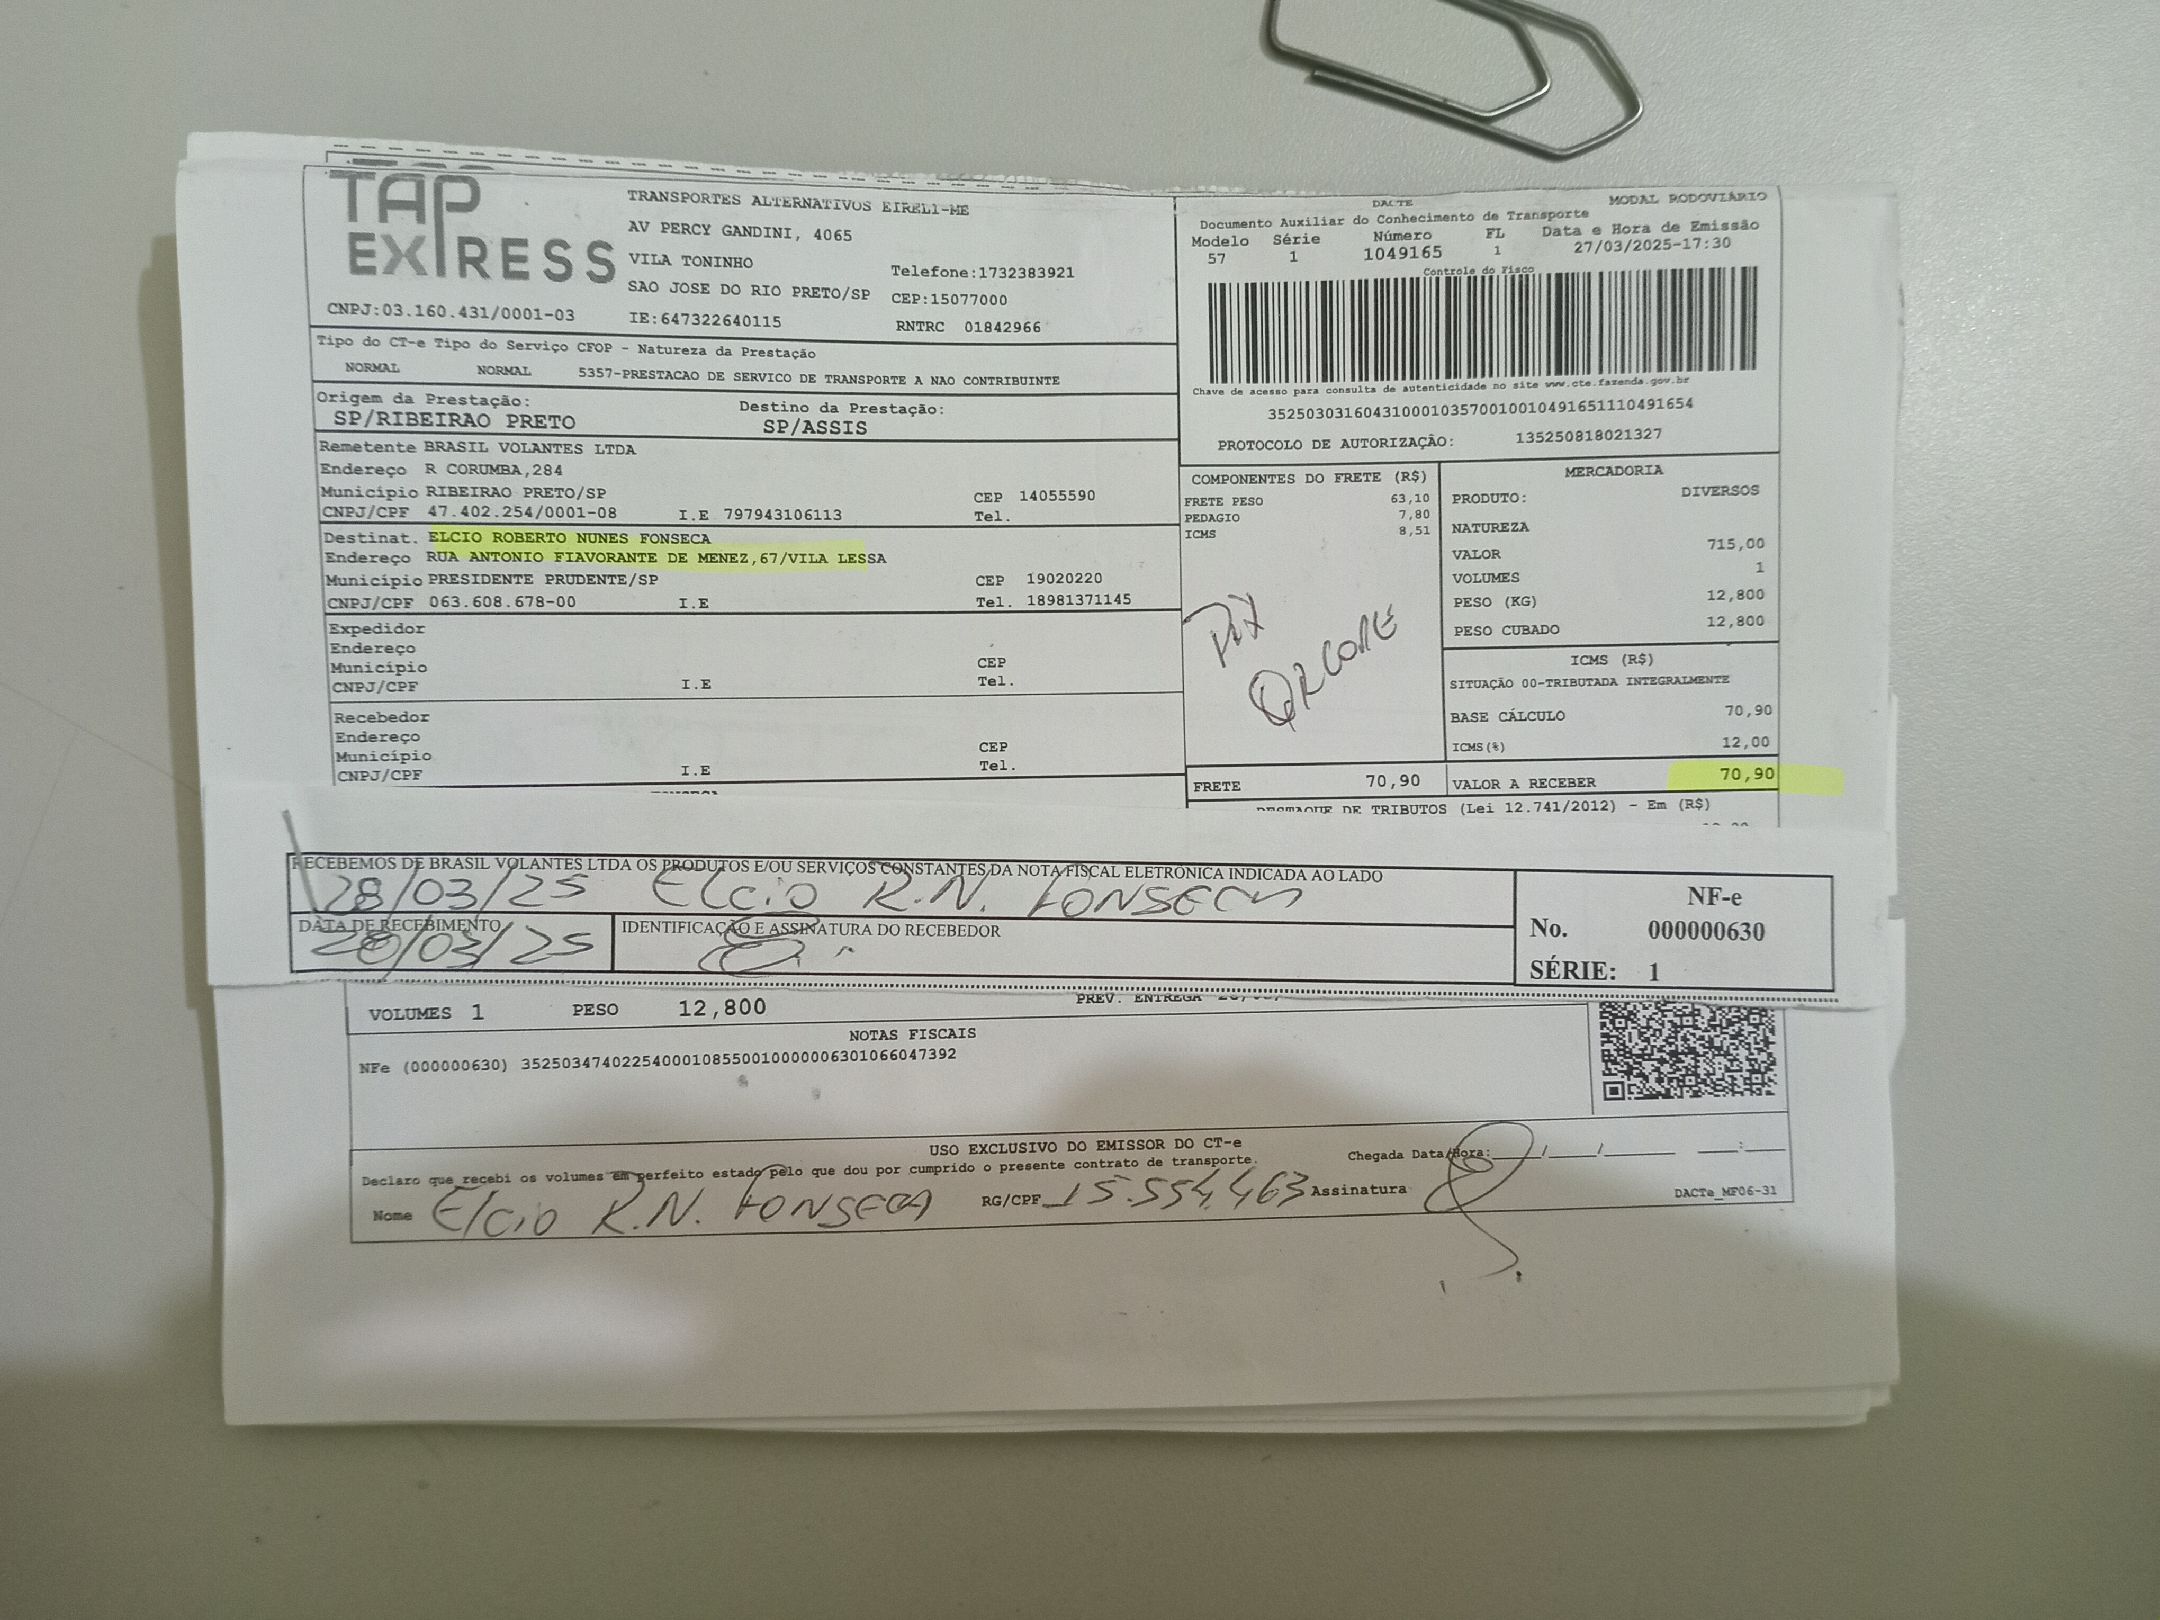 TAP EXPRESS
TRANSPORTES ALTERNATIVOS EIRELI-ME
AV PERCY GANDINI, 4065
VILA TONINHO
Telefone:1732383921
SAO JOSE DO RIO PRETO/SP CEP:15077000
CNPJ:03.160.431/0001-03 IE:647322640115 RNTRC 01842966
DACTE MODAL RODOVIÁRIO
Documento Auxiliar do Conhecimento de Transporte
Modelo Série Número FL Data e Hora de Emissão
57 1 1049165 1 27/03/2025-17:30
Controle do Fisco
Chave de acesso para consulta de autenticidade no site www.cte.fazenda.gov.br
35250303160431000103570010010491651110491654
PROTOCOLO DE AUTORIZAÇÃO: 135250818021327
Tipo do CT-e Tipo do Serviço CFOP - Natureza da Prestação
NORMAL NORMAL 5357-PRESTACAO DE SERVICO DE TRANSPORTE A NAO CONTRIBUINTE
Origem da Prestação: Destino da Prestação:
SP/RIBEIRAO PRETO SP/ASSIS
Remetente BRASIL VOLANTES LTDA
Endereço R CORUMBA,284
Município RIBEIRAO PRETO/SP CEP 14055590
CNPJ/CPF 47.402.254/0001-08 I.E 797943106113 Tel.
Destinat. ELCIO ROBERTO NUNES FONSECA
Endereço RUA ANTONIO FIAVORANTE DE MENEZ,67/VILA LESSA
Município PRESIDENTE PRUDENTE/SP CEP 19020220
CNPJ/CPF 063.608.678-00 I.E Tel. 18981371145
Expedidor
Endereço
Município CEP
CNPJ/CPF I.E Tel.
Recebedor
Endereço
Município CEP
CNPJ/CPF I.E Tel.
COMPONENTES DO FRETE (R$)
FRETE PESO 63,10
PEDAGIO 7,80
ICMS 8,51
PIX
QRCODE
FRETE 70,90
MERCADORIA
PRODUTO: DIVERSOS
NATUREZA
VALOR 715,00
VOLUMES 1
PESO (KG) 12,800
PESO CUBADO 12,800
ICMS (R$)
SITUAÇÃO 00-TRIBUTADA INTEGRALMENTE
BASE CÁLCULO 70,90
ICMS(%) 12,00
VALOR A RECEBER 70,90
DESTAQUE DE TRIBUTOS (Lei 12.741/2012) - Em (R$)
RECEBEMOS DE BRASIL VOLANTES LTDA OS PRODUTOS E/OU SERVIÇOS CONSTANTES DA NOTA FISCAL ELETRÔNICA INDICADA AO LADO
28/03/25 Elcio R.N. Fonseca
DATA DE RECEBIMENTO IDENTIFICAÇÃO E ASSINATURA DO RECEBEDOR
28/03/25
NF-e
No. 000000630
SÉRIE: 1
VOLUMES 1 PESO 12,800 PREV. ENTREGA
NOTAS FISCAIS
NFe (000000630) 35250347402254000108550010000006301066047392
USO EXCLUSIVO DO EMISSOR DO CT-e
Declaro que recebi os volumes em perfeito estado pelo que dou por cumprido o presente contrato de transporte. Chegada Data/Hora:___/___/_____ ___:___
Nome Elcio R.N. Fonseca RG/CPF 15.554.463 Assinatura
DACTe_MF06-31